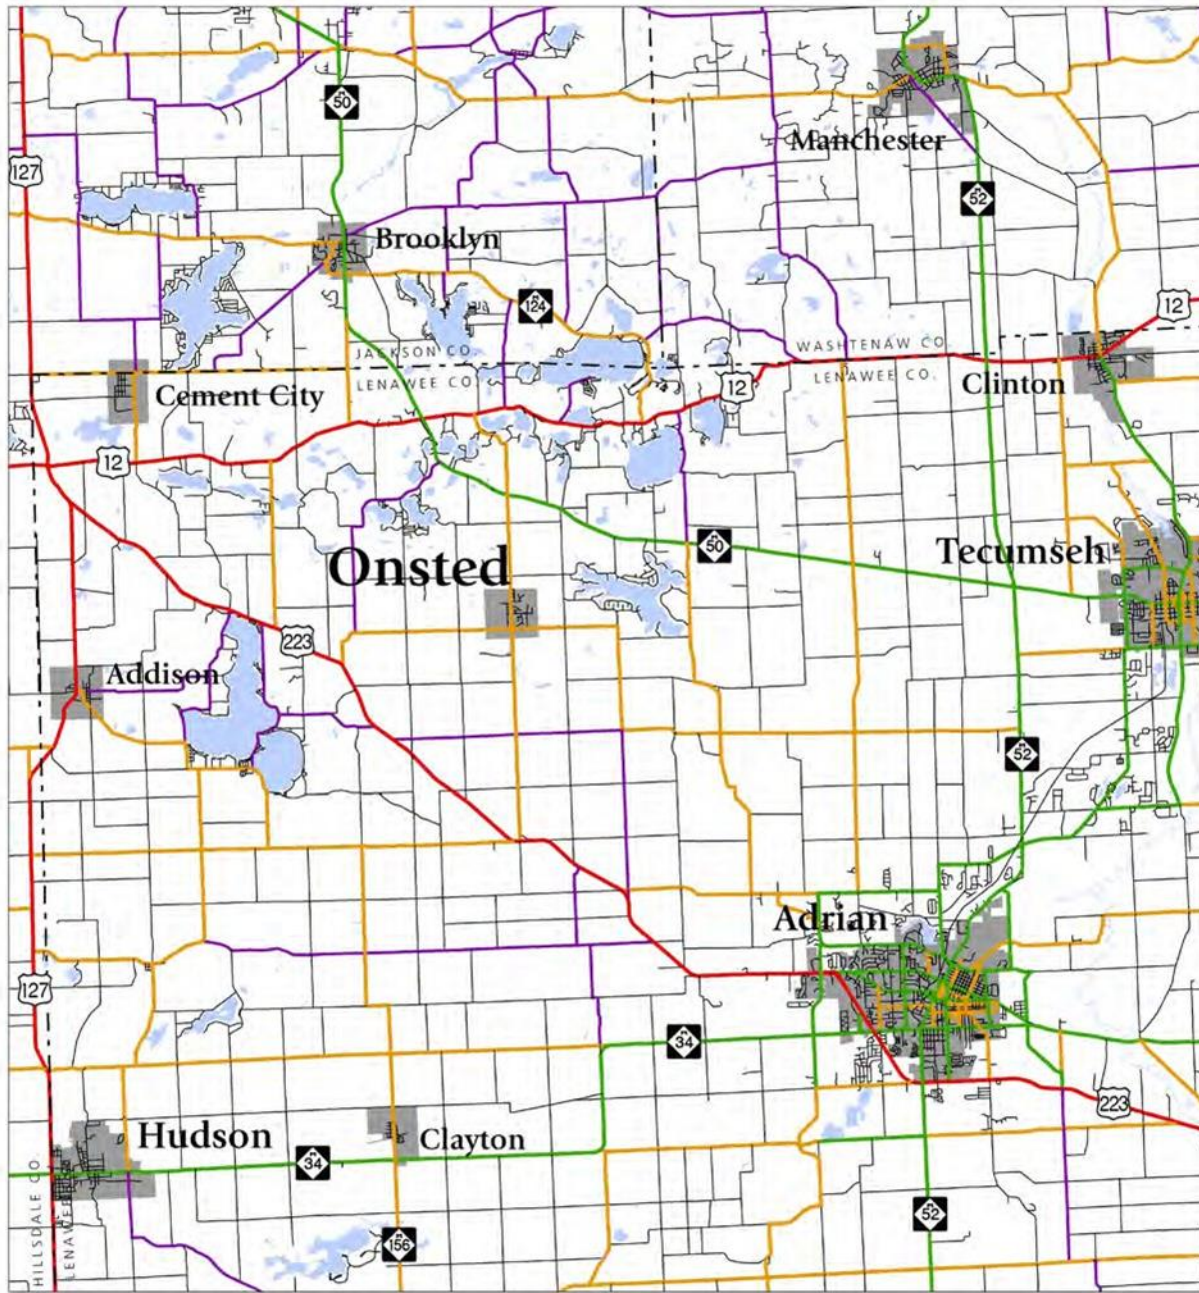 M
50
Manchester
127
M
52
Brooklyn
M
124
12
JACKSON CO.
WASHTENAW CO.
LENAWEE CO.
LENAWEE CO.
12
Clinton
Cement City
12
M
50
Tecumseh
Onsted
223
Addison
M
52
Adrian
127
M
34
223
Hudson
Clayton
M
34
M
52
M
156
HILLSDALE CO.
LENAWEE